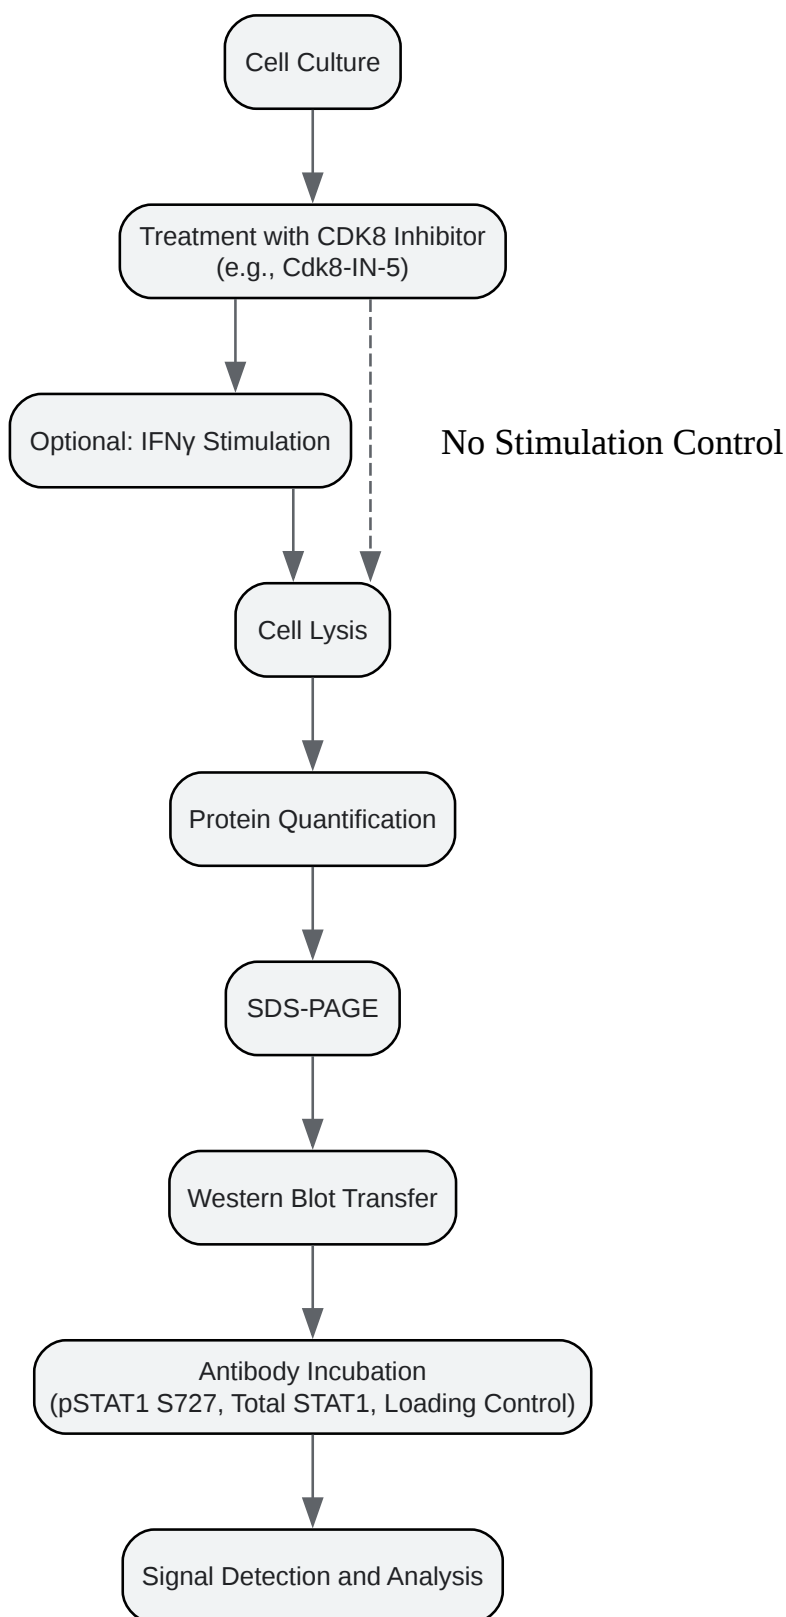 Cell Culture
Treatment with CDK8 Inhibitor
(e.g., Cdk8-IN-5)
Optional: IFNγ Stimulation
No Stimulation Control
Cell Lysis
Protein Quantification
SDS-PAGE
Western Blot Transfer
Antibody Incubation
(pSTAT1 S727, Total STAT1, Loading Control)
Signal Detection and Analysis